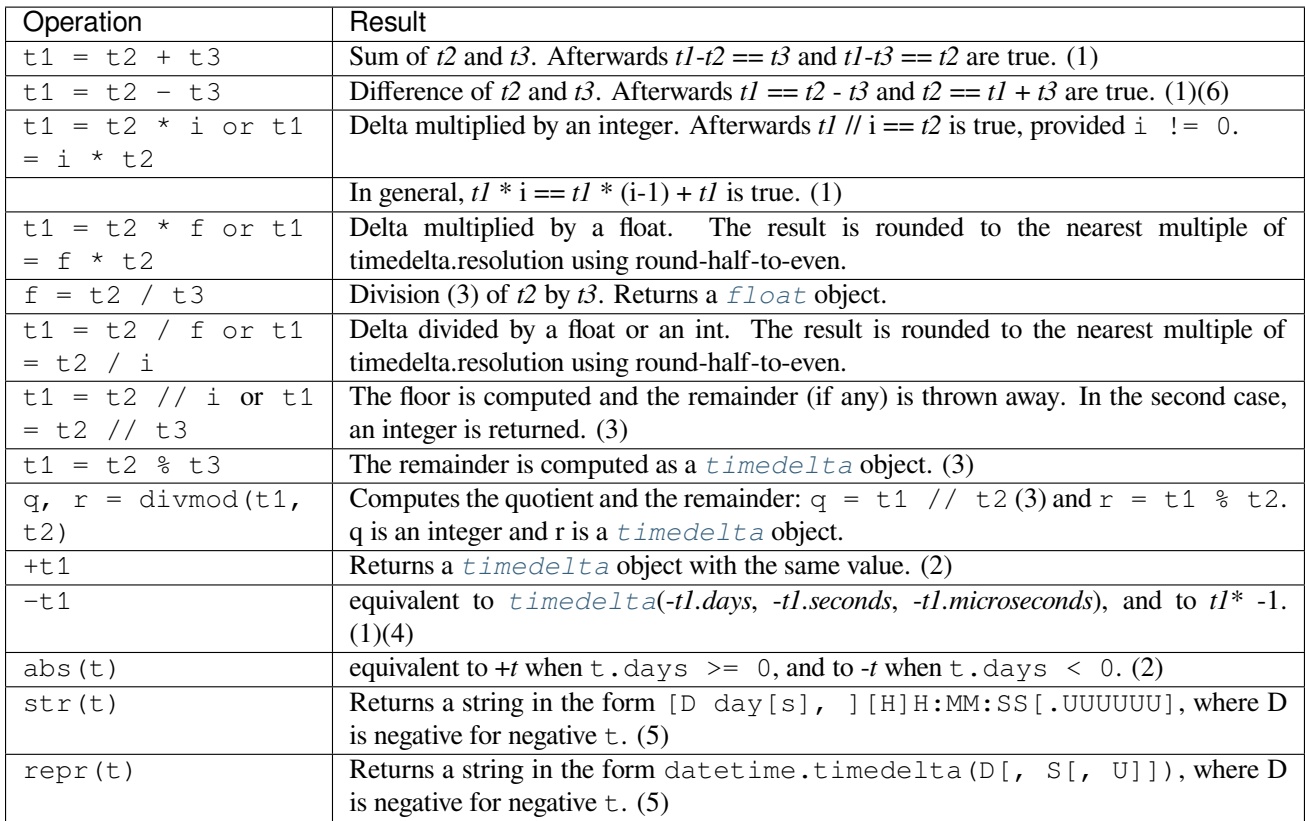 Operation Result
t1 = t2 + t3 Sum of t2 and t3. Afterwards t1-t2 == t3 and t1-t3 == t2 are true. (1)
t1 = t2 - t3 Difference of t2 and t3. Afterwards t1 == t2 - t3 and t2 == t1 + t3 are true. (1)(6)
t1 = t2 * i or t1 Delta multiplied by an integer. Afterwards t1 // i == t2 is true, provided i != 0.
= i * t2
In general, t1 * i == t1 * (i-1) + t1 is true. (1)
t1 = t2 * f or t1 Delta multiplied by a float. The result is rounded to the nearest multiple of
= f * t2 timedelta.resolution using round-half-to-even.
f = t2 / t3 Division (3) of t2 by t3. Returns a float object.
t1 = t2 / f or t1 Delta divided by a float or an int. The result is rounded to the nearest multiple of
= t2 / i timedelta.resolution using round-half-to-even.
t1 = t2 // i or t1 The floor is computed and the remainder (if any) is thrown away. In the second case,
= t2 // t3 an integer is returned. (3)
t1 = t2 % t3 The remainder is computed as a timedelta object. (3)
q, r = divmod(t1, Computes the quotient and the remainder: q = t1 // t2 (3) and r = t1 % t2.
t2) q is an integer and r is a timedelta object.
+t1 Returns a timedelta object with the same value. (2)
-t1 equivalent to timedelta(-t1.days, -t1.seconds, -t1.microseconds), and to t1* -1.
(1)(4)
abs(t) equivalent to +t when t.days >= 0, and to -t when t.days < 0. (2)
str(t) Returns a string in the form [D day[s], ][H]H:MM:SS[.UUUUUU], where D
is negative for negative t. (5)
repr(t) Returns a string in the form datetime.timedelta(D[, S[, U]]), where D
is negative for negative t. (5)